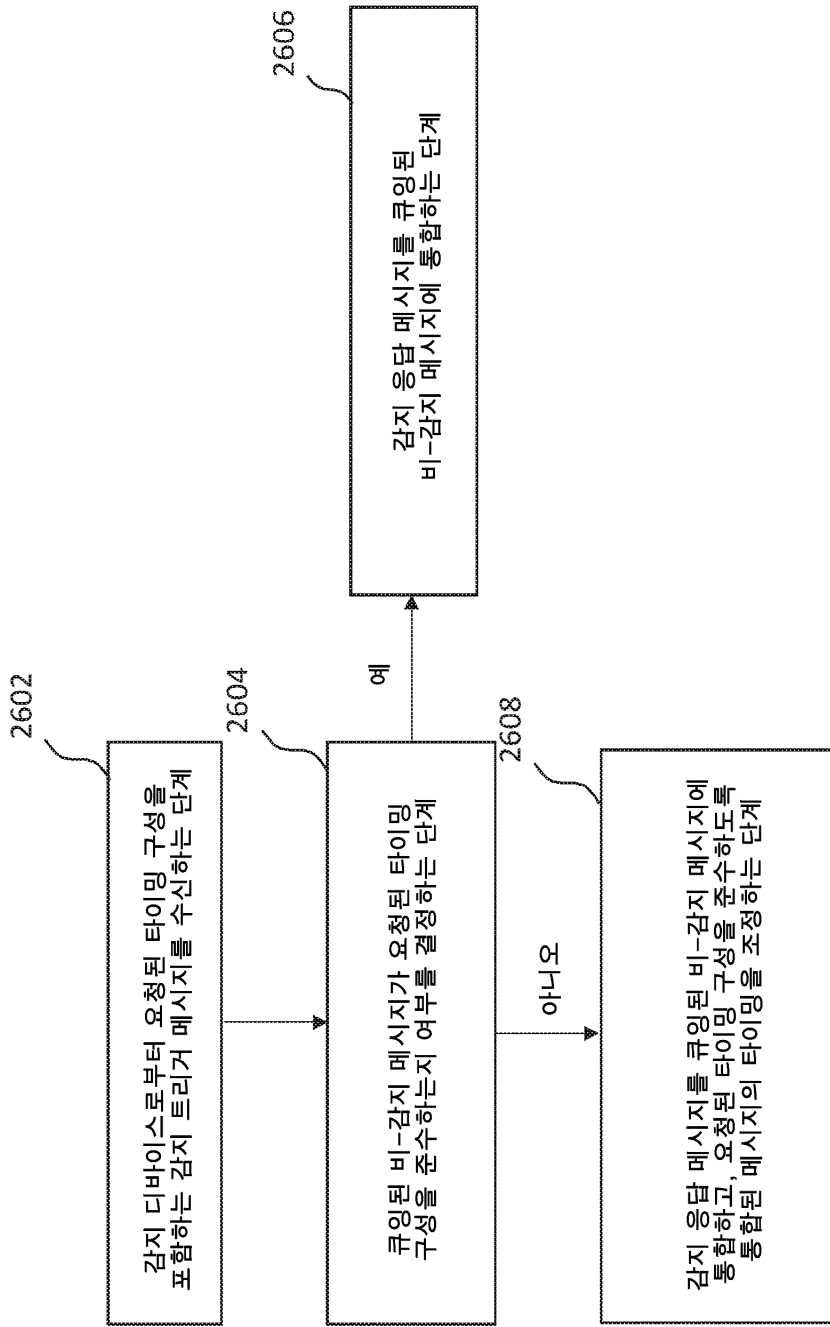 2602
감지 디바이스로부터 요청된 타이밍 구성을
포함하는 감지 트리거 메시지를 수신하는 단계
2604
큐잉된 비-감지 메시지가 요청된 타이밍
구성을 준수하는지 여부를 결정하는 단계
예
2606
감지 응답 메시지를 큐잉된
비-감지 메시지에 통합하는 단계
아니오
2608
감지 응답 메시지를 큐잉된 비-감지 메시지에
통합하고, 요청된 타이밍 구성을 준수하도록
통합된 메시지의 타이밍을 조정하는 단계